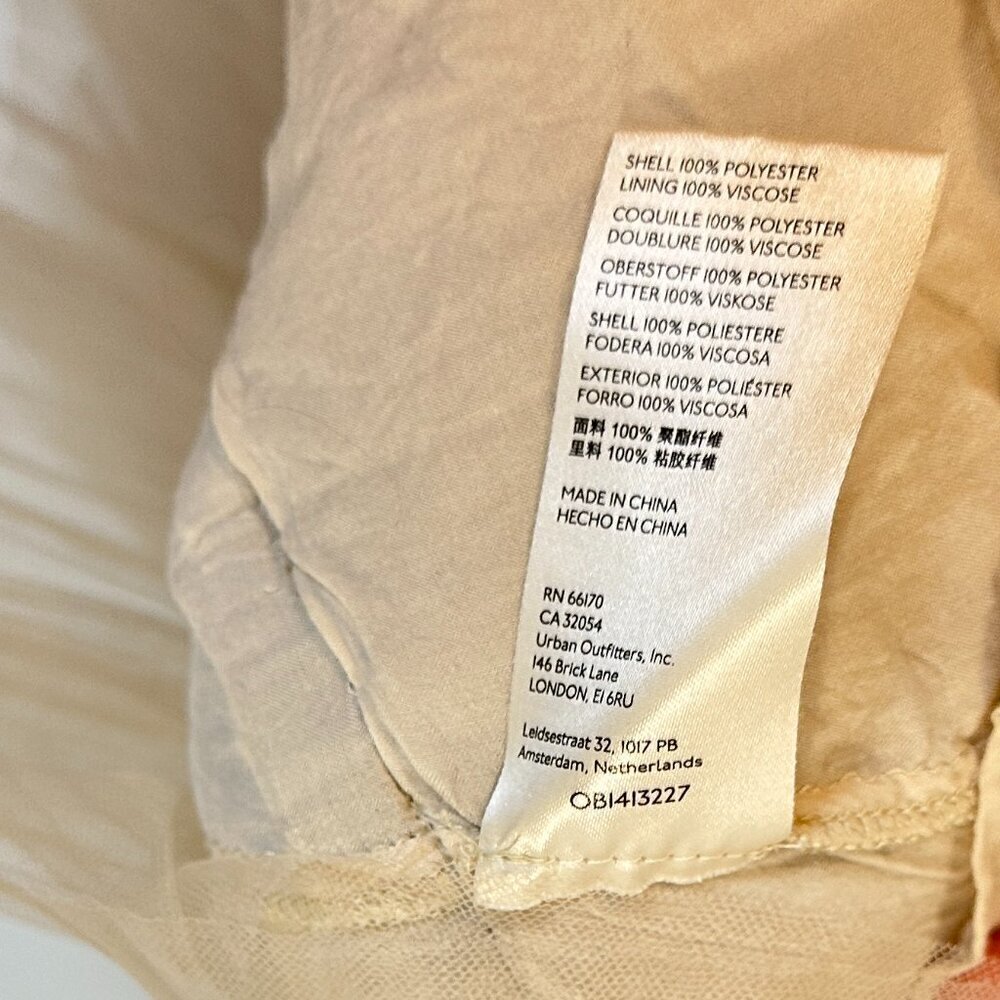 SHELL 100% POLYESTER
LINING 100% VISCOSE
COQUILLE 100% POLYESTER
DOUBLURE 100% VISCOSE
OBERSTOFF 100% POLYESTER
FUTTER 100% VISKOSE
SHELL 100% POLIESTERE
FODERA 100% VISCOSA
EXTERIOR 100% POLIÉSTER
FORRO 100% VISCOSA
面料 100% 聚酯纤维
里料 100% 粘胶纤维
MADE IN CHINA
HECHO EN CHINA
RN 66170
CA 32054
Urban Outfitters, Inc.
146 Brick Lane
LONDON, E1 6RU
Leidsestraat 32, 1017 PB
Amsterdam, Netherlands
OB1413227